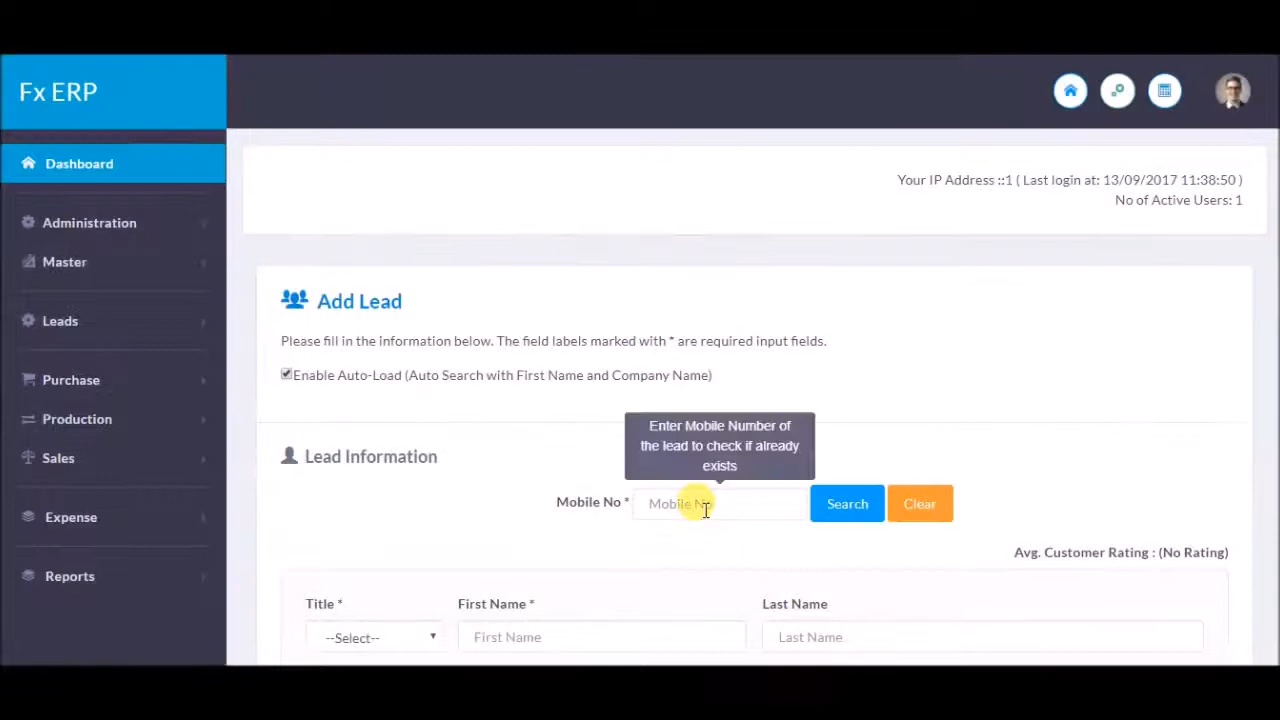 Fx ERP
Dashboard
Administration
Master
Leads
Purchase
Production
Sales
Expense
Reports
Your IP Address ::1 ( Last login at: 13/09/2017 11:38:50 )
No of Active Users: 1
Add Lead
Please fill in the information below. The field labels marked with * are required input fields.
Enable Auto-Load (Auto Search with First Name and Company Name)
Enter Mobile Number of
the lead to check if already
exists
Lead Information
Mobile No * Mobile No Search Clear
Avg. Customer Rating : (No Rating)
Title * First Name * Last Name
--Select-- First Name Last Name